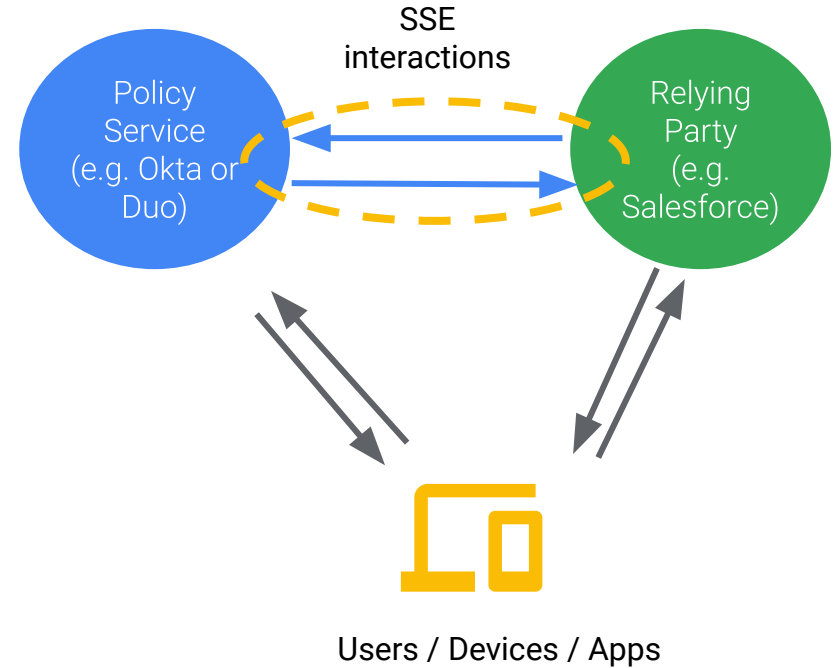 SSE
interactions
Policy
Service
(e.g. Okta or
Duo)
Relying
Party
(e.g.
Salesforce)
Users / Devices / Apps